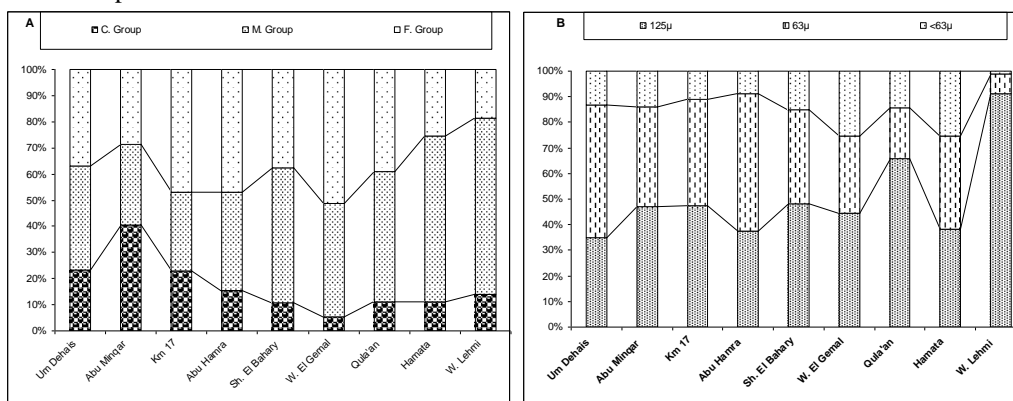 A
C. Group M. Group F. Group
100%
90%
80%
70%
60%
50%
40%
30%
20%
10%
0%
Um Dehais
Abu Minqar
Km 17
Abu Hamra
Sh. El Bahary
W. El Gemal
Qula'an
Hamata
W. Lehmi
B
125µ 63µ <63µ
100%
90%
80%
70%
60%
50%
40%
30%
20%
10%
0%
Um Dehais
Abu Minqar
Km 17
Abu Hamra
Sh. El Bahary
W. El Gemal
Qula'an
Hamata
W. Lehmi